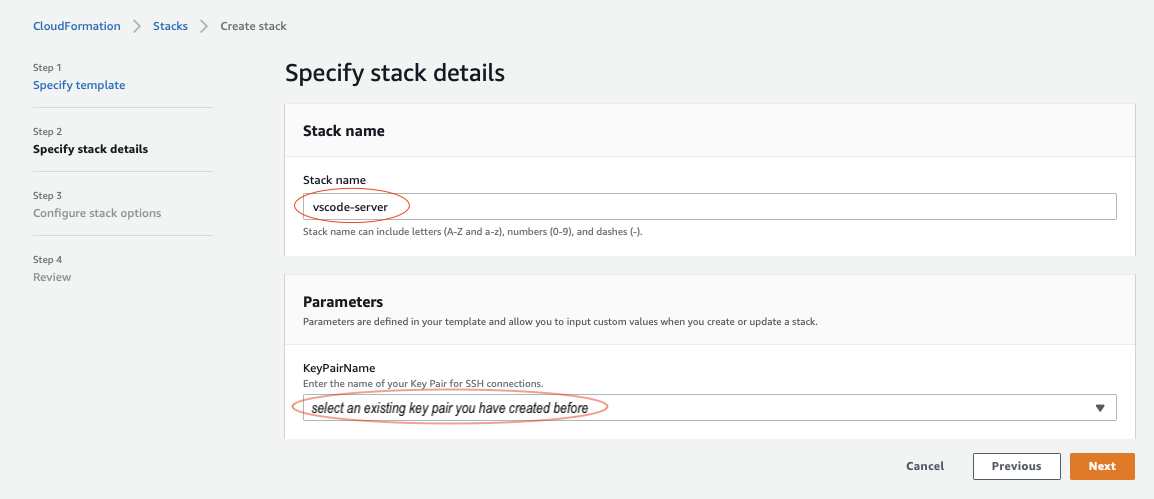 CloudFormation > Stacks > Create stack
Step 1
Specify template
Step 2
Specify stack details
Step 3
Configure stack options
Step 4
Review
Specify stack details
Stack name
Stack name
vscode-server
Stack name can include letters (A-Z and a-z), numbers (0-9), and dashes (-).
Parameters
Parameters are defined in your template and allow you to input custom values when you create or update a stack.
KeyPairName
Enter the name of your Key Pair for SSH connections.
select an existing key pair you have created before
Cancel Previous Next